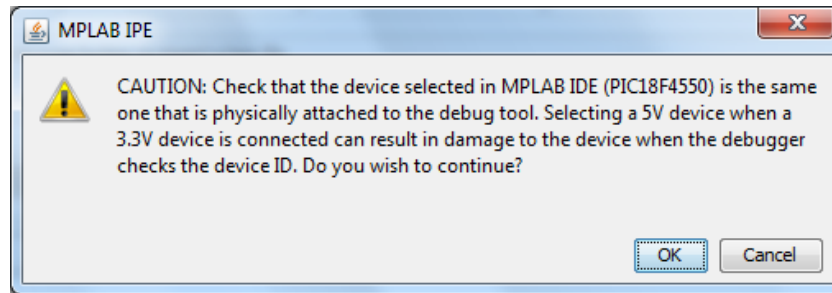 MPLAB IPE
CAUTION: Check that the device selected in MPLAB IDE (PIC18F4550) is the same
one that is physically attached to the debug tool. Selecting a 5V device when a
3.3V device is connected can result in damage to the device when the debugger
checks the device ID. Do you wish to continue?
OK Cancel